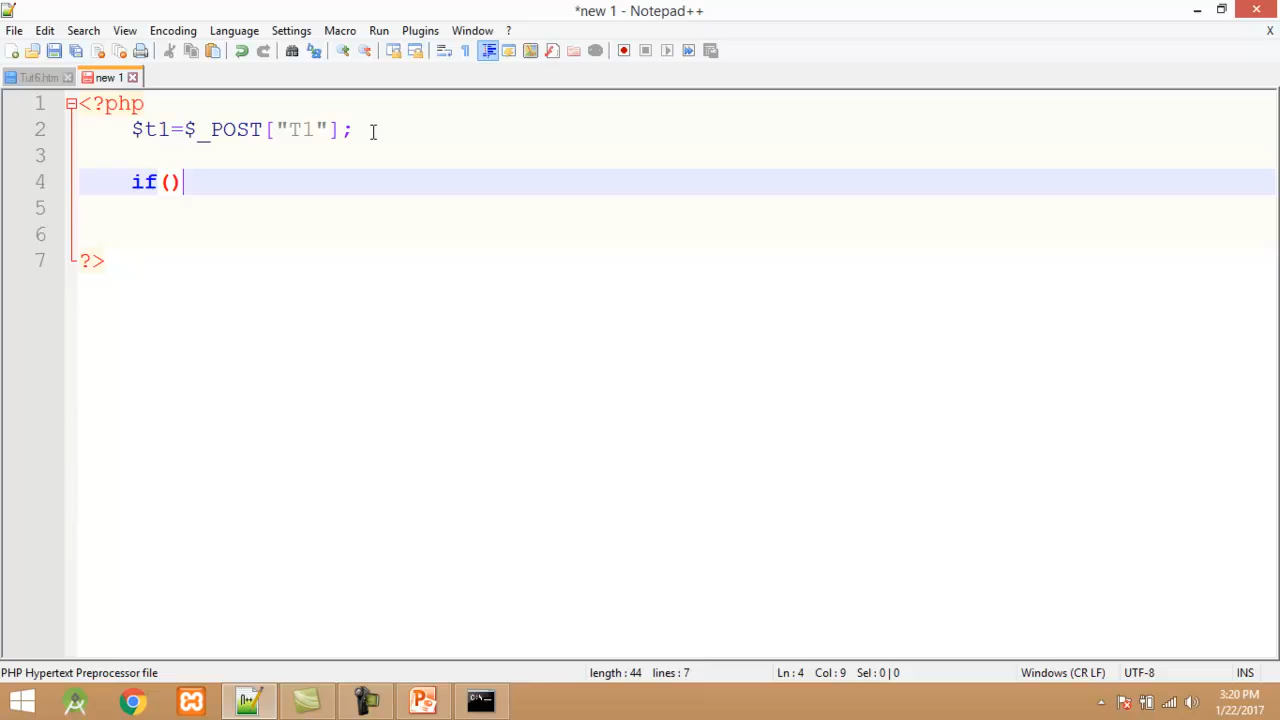 *new 1 - Notepad++
File Edit Search View Encoding Language Settings Macro Run Plugins Window ? X
Tut6.htm new 1
1 <?php
2 $t1=$_POST["T1"];
3
4 if()
5
6
7 ?>
PHP Hypertext Preprocessor file length : 44 lines : 7 Ln : 4 Col : 9 Sel : 0 | 0 Windows (CR LF) UTF-8 INS
3:20 PM
1/22/2017